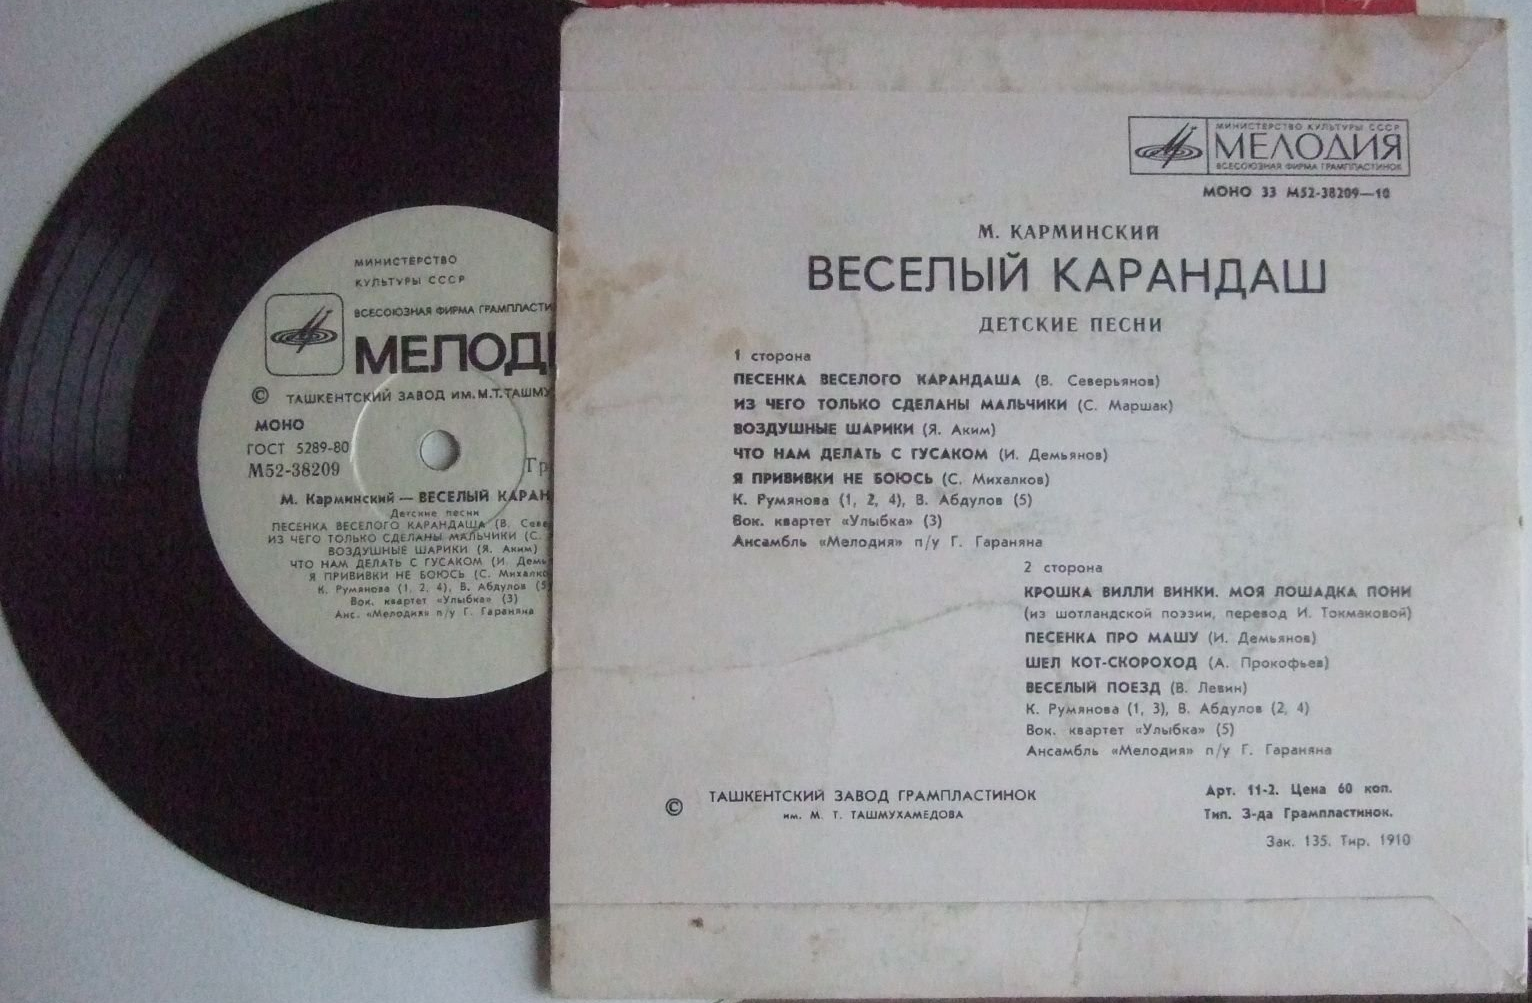 МИНИСТЕРСТВО
КУЛЬТУРЫ СССР
ВСЕСОЮЗНАЯ ФИРМА ГРАМПЛАСТИ
МЕЛОД
© ТАШКЕНТСКИЙ ЗАВОД ИМ. М.Т. ТАШМУ
МОНО
ГОСТ 5289-80
М52-38209
Гр
М. Карминский — ВЕСЕЛЫЙ КАРАН
Детские песни
ПЕСЕНКА ВЕСЕЛОГО КАРАНДАША (В. Севе
ИЗ ЧЕГО ТОЛЬКО СДЕЛАНЫ МАЛЬЧИКИ (С.
ВОЗДУШНЫЕ ШАРИКИ (Я. Аким)
ЧТО НАМ ДЕЛАТЬ С ГУСАКОМ (И. Демь
Я ПРИВИВКИ НЕ БОЮСЬ (С. Михалко
К. Румянова (1, 2, 4), В. Абдулов (5
Вок. квартет «Улыбка» (3)
Анс. «Мелодия» п/у Г. Гараняна
МИНИСТЕРСТВО КУЛЬТУРЫ СССР
МЕЛОДИЯ
ВСЕСОЮЗНАЯ ФИРМА ГРАМПЛАСТИНОК
МОНО 33 М52-38209—10
М. КАРМИНСКИЙ
ВЕСЕЛЫЙ КАРАНДАШ
ДЕТСКИЕ ПЕСНИ
1 сторона
ПЕСЕНКА ВЕСЕЛОГО КАРАНДАША (В. Северьянов)
ИЗ ЧЕГО ТОЛЬКО СДЕЛАНЫ МАЛЬЧИКИ (С. Маршак)
ВОЗДУШНЫЕ ШАРИКИ (Я. Аким)
ЧТО НАМ ДЕЛАТЬ С ГУСАКОМ (И. Демьянов)
Я ПРИВИВКИ НЕ БОЮСЬ (С. Михалков)
К. Румянова (1, 2, 4), В. Абдулов (5)
Вок. квартет «Улыбка» (3)
Ансамбль «Мелодия» п/у Г. Гараняна
2 сторона
КРОШКА ВИЛЛИ ВИНКИ. МОЯ ЛОШАДКА ПОНИ
(из шотландской поэзии, перевод И. Токмаковой)
ПЕСЕНКА ПРО МАШУ (И. Демьянов)
ШЕЛ КОТ-СКОРОХОД (А. Прокофьев)
ВЕСЕЛЫЙ ПОЕЗД (В. Левин)
К. Румянова (1, 3), В. Абдулов (2, 4)
Вок. квартет «Улыбка» (5)
Ансамбль «Мелодия» п/у Г. Гараняна
© ТАШКЕНТСКИЙ ЗАВОД ГРАМПЛАСТИНОК
им. М. Т. ТАШМУХАМЕДОВА
Арт. 11-2. Цена 60 коп.
Тип. З-да Грампластинок.
Зак. 135. Тир. 1910